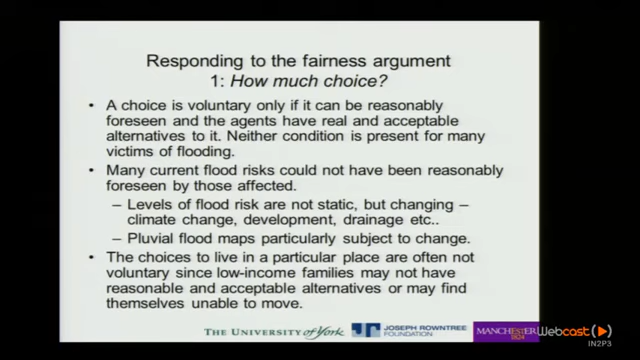 Responding to the fairness argument
1: How much choice?
• A choice is voluntary only if it can be reasonably
foreseen and the agents have real and acceptable
alternatives to it. Neither condition is present for many
victims of flooding.
• Many current flood risks could not have been reasonably
foreseen by those affected.
– Levels of flood risk are not static, but changing –
climate change, development, drainage etc..
– Pluvial flood maps particularly subject to change.
• The choices to live in a particular place are often not
voluntary since low-income families may not have
reasonable and acceptable alternatives or may find
themselves unable to move.
THE UNIVERSITY of York
JOSEPH ROWNTREE
FOUNDATION
MANCHESTER
1824
Webcast
IN2P3